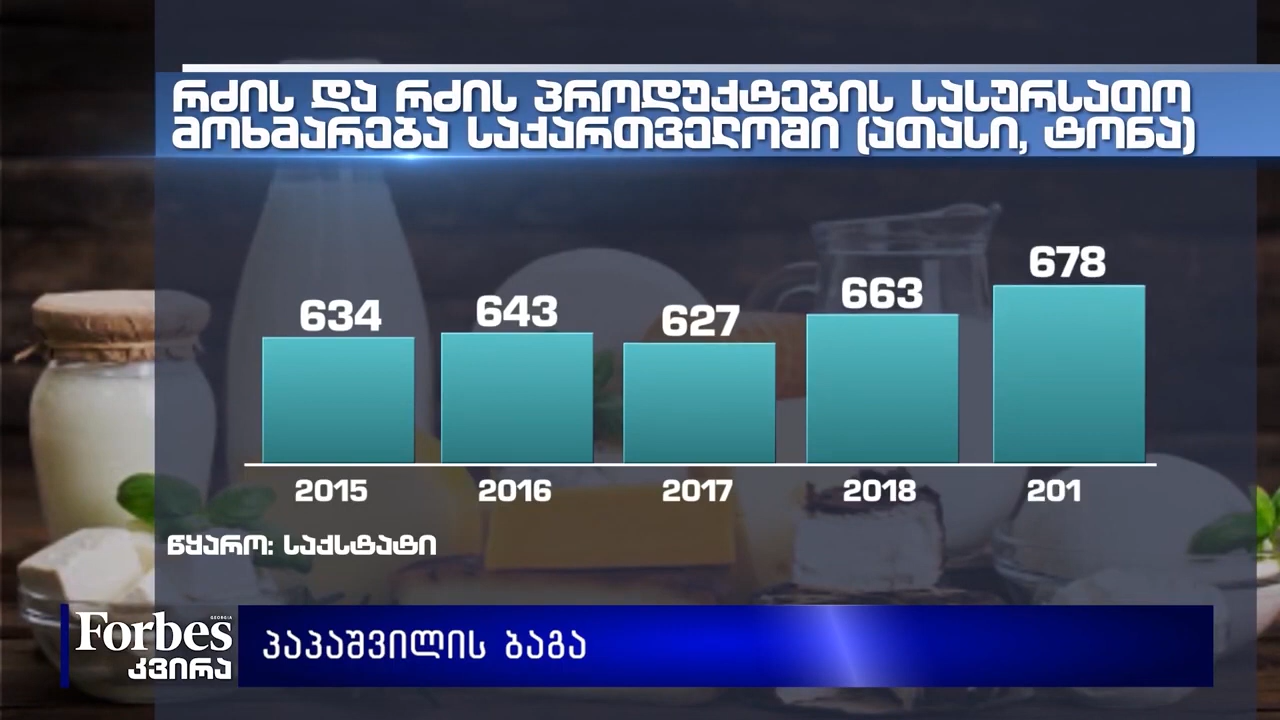 რძის და რძის პროდუქტების სასურსათო
მოხმარება საქართველოში (ათასი, ტონა)
634 643 627 663 678
2015 2016 2017 2018 201
წყარო: საქსტატი
Forbes GEORGIA
კვირა
პაპაშვილის ბაგა